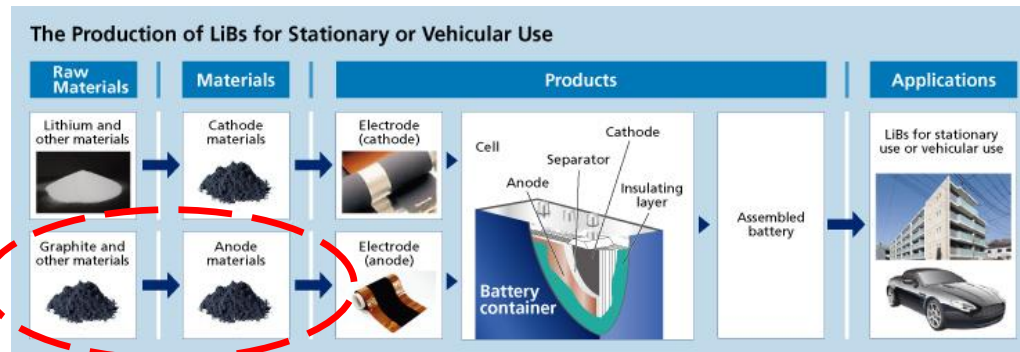 The Production of LiBs for Stationary or Vehicular Use
Raw
Materials
Materials
Products
Applications
Lithium and
other materials
Cathode
materials
Electrode
(cathode)
Cell
Cathode
Separator
Anode
Insulating
layer
Battery
container
Assembled
battery
LiBs for stationary
use or vehicular use
Graphite and
other materials
Anode
materials
Electrode
(anode)